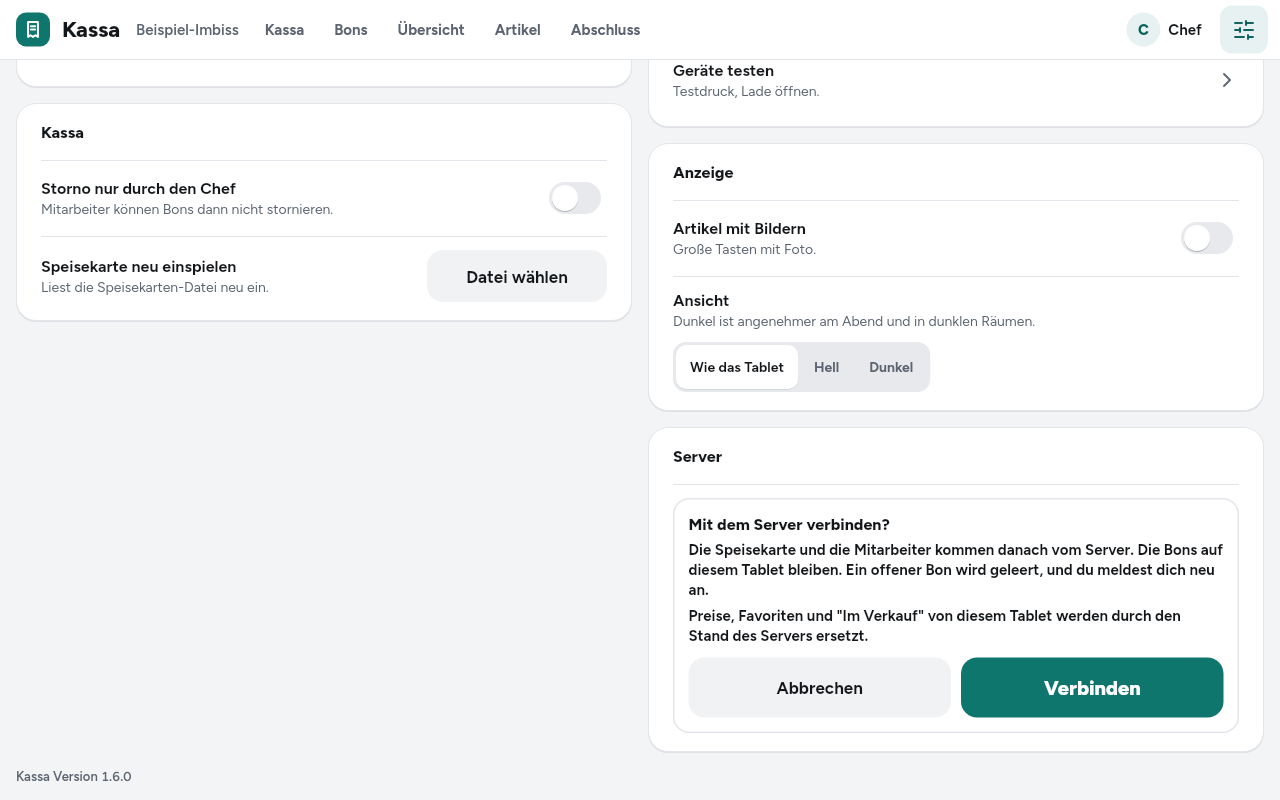 Kassa
Beispiel-Imbiss
Kassa
Bons
Übersicht
Artikel
Abschluss
C
Chef
Kassa
Storno nur durch den Chef
Mitarbeiter können Bons dann nicht stornieren.
Speisekarte neu einspielen
Liest die Speisekarten-Datei neu ein.
Datei wählen
Geräte testen
Testdruck, Lade öffnen.
Anzeige
Artikel mit Bildern
Große Tasten mit Foto.
Ansicht
Dunkel ist angenehmer am Abend und in dunklen Räumen.
Wie das Tablet
Hell
Dunkel
Server
Mit dem Server verbinden?
Die Speisekarte und die Mitarbeiter kommen danach vom Server. Die Bons auf
diesem Tablet bleiben. Ein offener Bon wird geleert, und du meldest dich neu
an.
Preise, Favoriten und "Im Verkauf" von diesem Tablet werden durch den
Stand des Servers ersetzt.
Abbrechen
Verbinden
Kassa Version 1.6.0